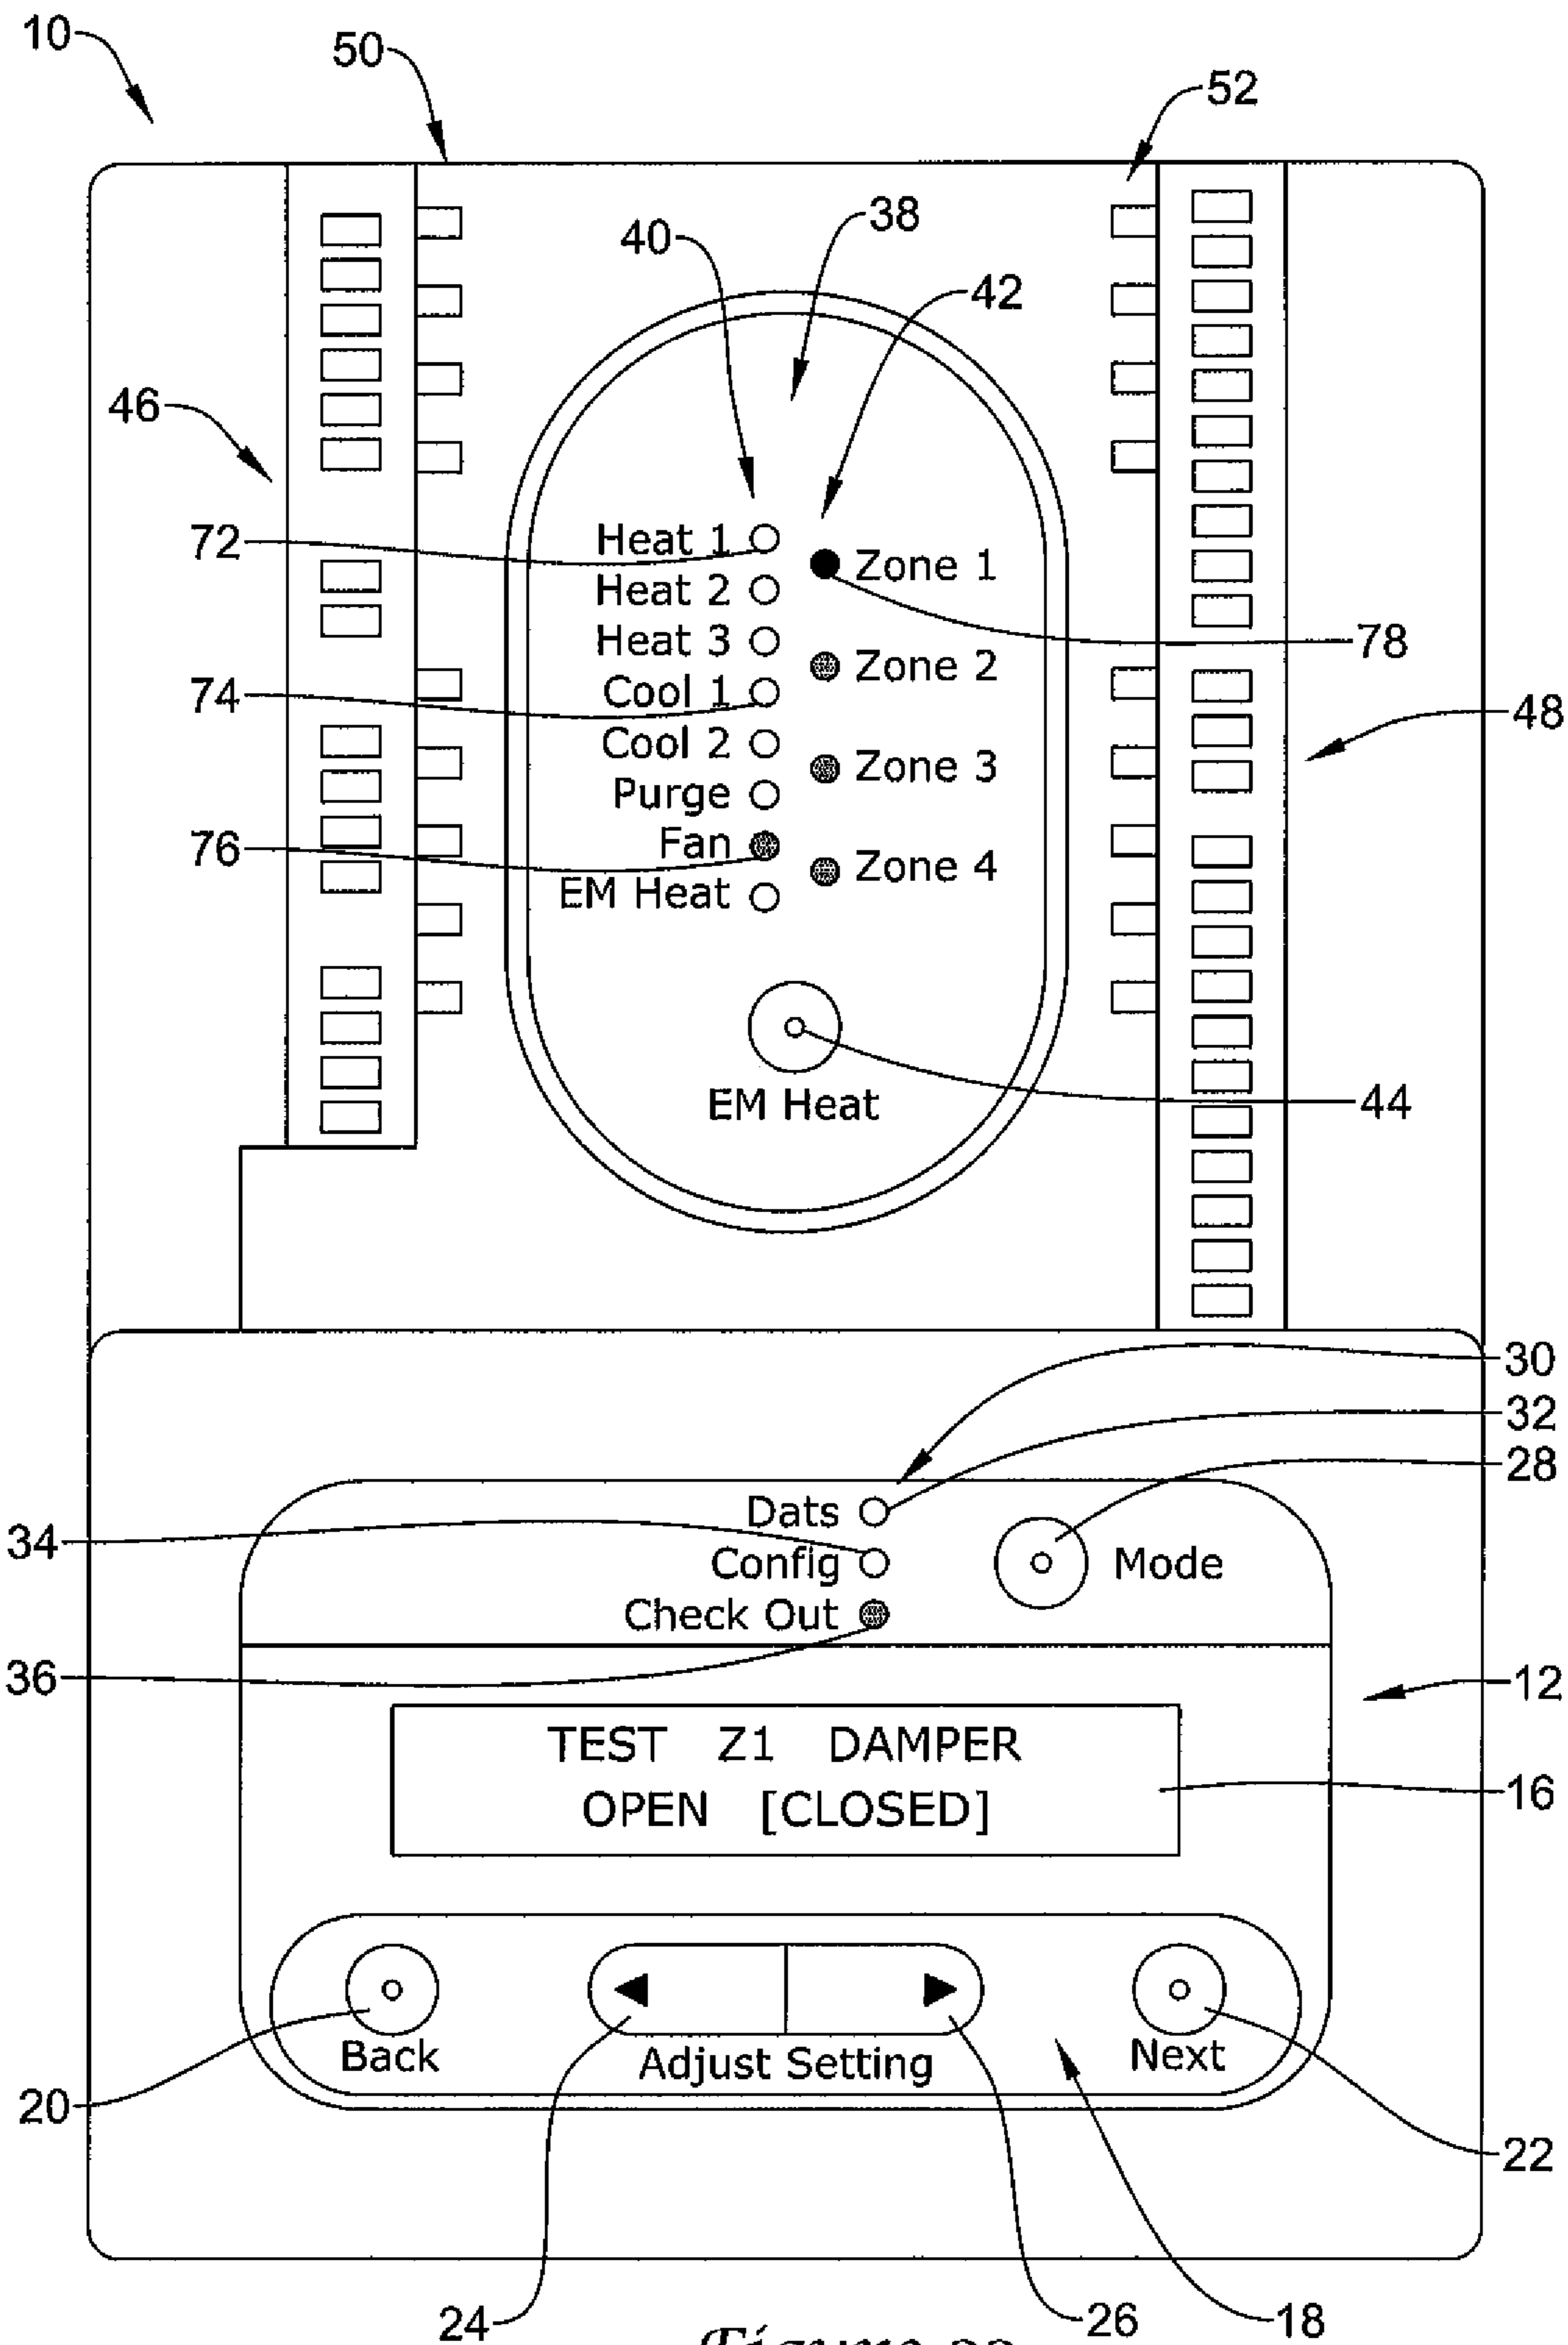 10
50
52
40
38
42
46
72
Heat 1
Zone 1
Heat 2
78
Heat 3
Zone 2
74
Cool 1
48
Cool 2
Zone 3
Purge
76
Fan
Zone 4
EM Heat
44
EM Heat
30
32
28
Dats
34
Config
Mode
Check Out
36
12
TEST Z1 DAMPER
16
OPEN [CLOSED]
Back
Adjust Setting
Next
20
22
24
26
18
Figure